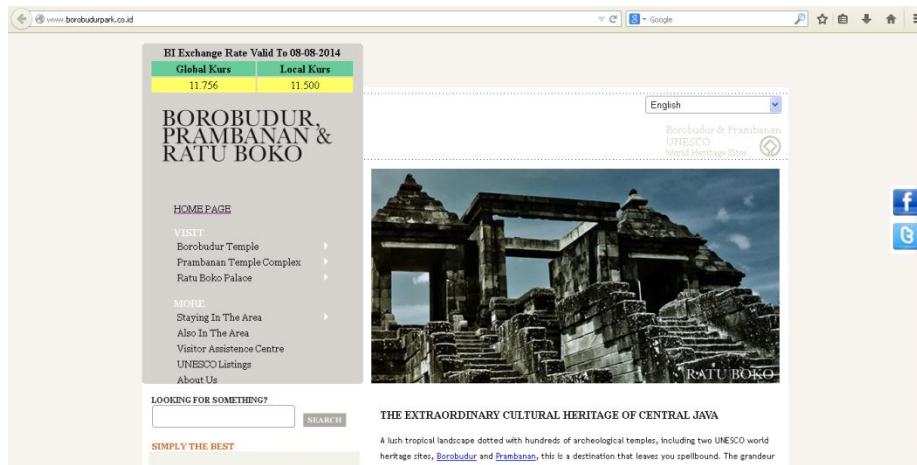 www.borobudurpark.co.id
Google
BI Exchange Rate Valid To 08-08-2014
Global Kurs Local Kurs
11.756 11.500
BOROBUDUR,
PRAMBANAN &
RATU BOKO
HOME PAGE
VISIT
Borobudur Temple
Prambanan Temple Complex
Ratu Boko Palace
MORE
Staying In The Area
Also In The Area
Visitor Assistence Centre
UNESCO Listings
About Us
LOOKING FOR SOMETHING?
SEARCH
SIMPLY THE BEST
English
Borobudur & Prambanan
UNESCO
World Heritage Sites
RATU BOKO
THE EXTRAORDINARY CULTURAL HERITAGE OF CENTRAL JAVA
A lush tropical landscape dotted with hundreds of archeological temples, including two UNESCO world
heritage sites, Borobudur and Prambanan, this is a destination that leaves you spellbound. The grandeur